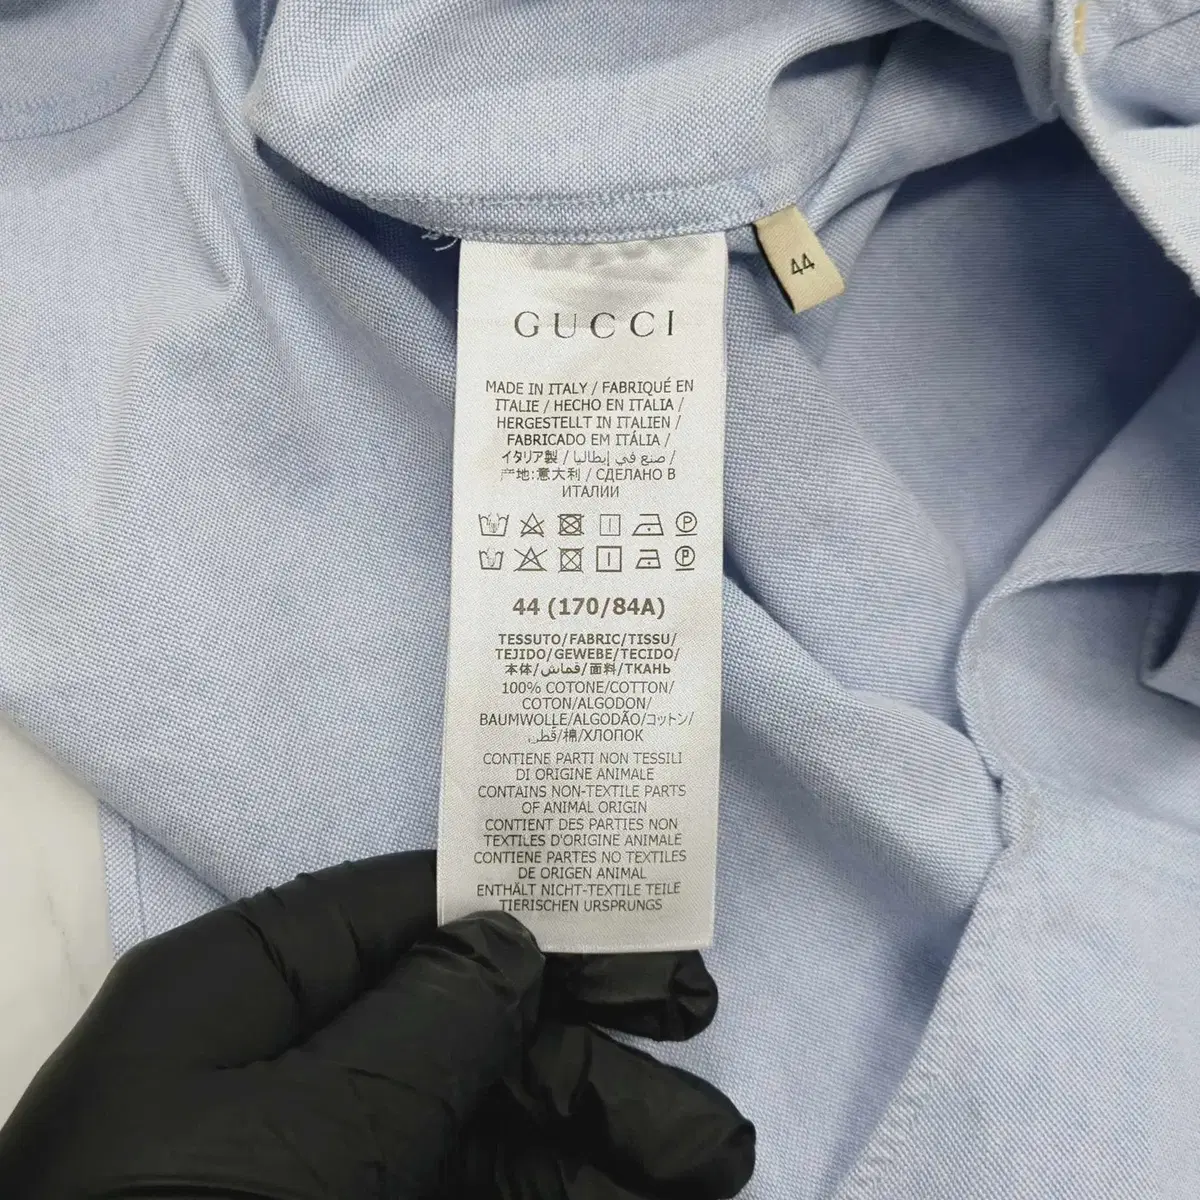 44
GUCCI
MADE IN ITALY / FABRIQUÉ EN
ITALIE / HECHO EN ITALIA /
HERGESTELLT IN ITALIEN /
FABRICADO EM ITÁLIA /
イタリア製 / صنع في إيطاليا /
产地:意大利 / СДЕЛАНО В
ИТАЛИИ
P
P
44 (170/84A)
TESSUTO/FABRIC/TISSU/
TEJIDO/GEWEBE/TECIDO/
本体/قماش/面料/ТКАНЬ
100% COTONE/COTTON/
COTON/ALGODON/
BAUMWOLLE/ALGODÃO/コットン/
قطن/棉/ХЛОПОК
CONTIENE PARTI NON TESSILI
DI ORIGINE ANIMALE
CONTAINS NON-TEXTILE PARTS
OF ANIMAL ORIGIN
CONTIENT DES PARTIES NON
TEXTILES D'ORIGINE ANIMALE
CONTIENE PARTES NO TEXTILES
DE ORIGEN ANIMAL
ENTHÄLT NICHT-TEXTILE TEILE
TIERISCHEN URSPRUNGS